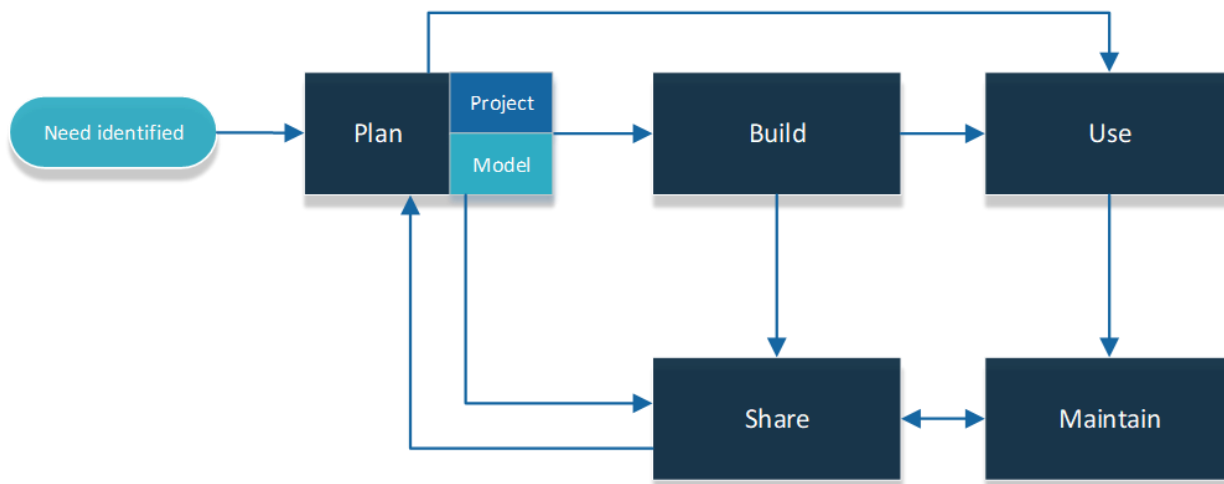 Need identified
Plan
Project
Model
Build
Use
Share
Maintain